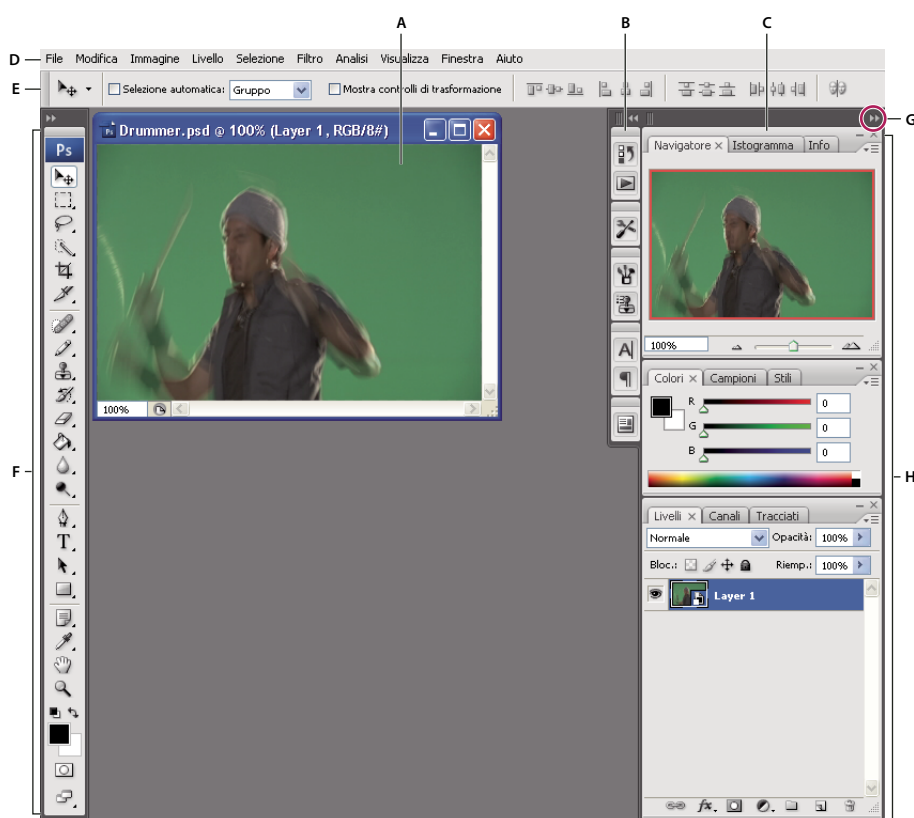 A B C
D File Modifica Immagine Livello Selezione Filtro Analisi Visualizza Finestra Aiuto
E Selezione automatica: Gruppo Mostra controlli di trasformazione
G
Ps
Drummer.psd @ 100% (Layer 1, RGB/8#)
Navigatore × Istogramma Info
100%
100%
A
T
Colori × Campioni Stili
R 0
G 0
B 0
F
H
Livelli × Canali Tracciati
Normale Opacità: 100%
Bloc.: Riemp.: 100%
Layer 1
fx.